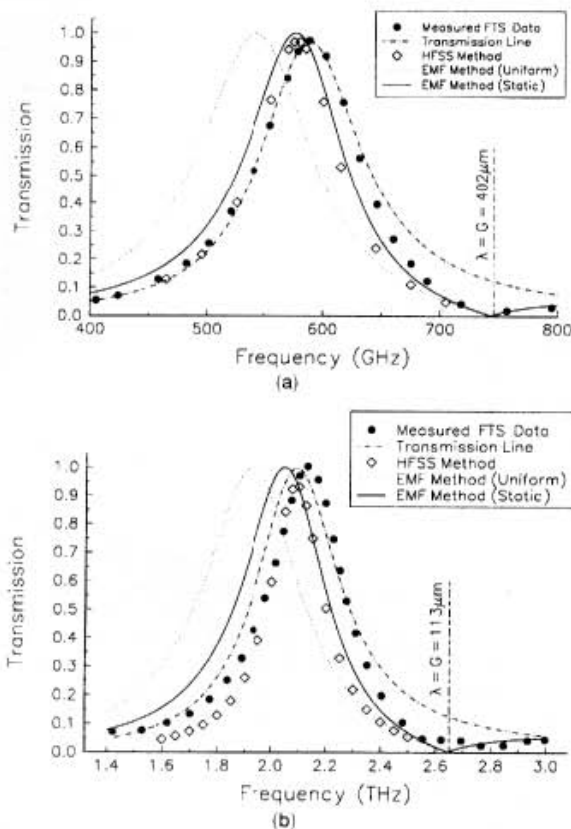 Measured FTS Data
Transmission Line
HFSS Method
EMF Method (Uniform)
EMF Method (Static)
1.0
0.9
0.8
0.7
0.6
0.5
0.4
0.3
0.2
0.1
0.0
Transmission
λ = G = 402μm
400
500
600
700
800
Frequency (GHz)
(a)
Measured FTS Data
Transmission Line
HFSS Method
EMF Method (Uniform)
EMF Method (Static)
1.0
0.9
0.8
0.7
0.6
0.5
0.4
0.3
0.2
0.1
0.0
Transmission
λ = G = 113μm
1.4
1.6
1.8
2.0
2.2
2.4
2.6
2.8
3.0
Frequency (THz)
(b)